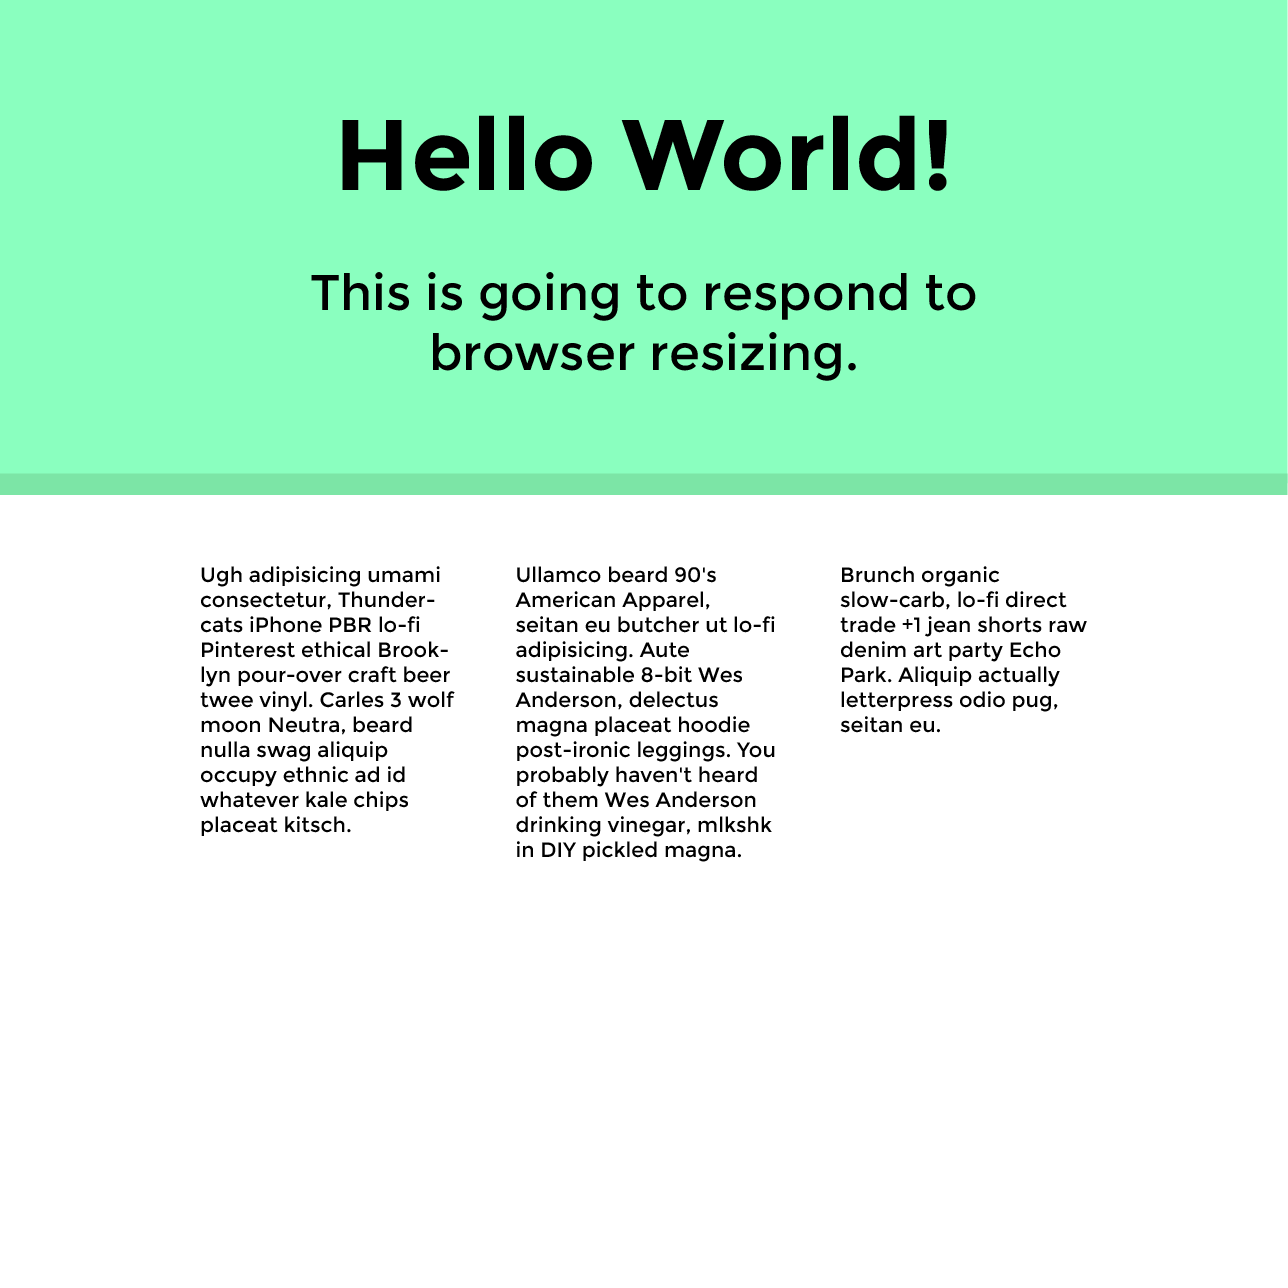 Hello World!
This is going to respond to
browser resizing.
Ugh adipisicing umami
consectetur, Thunder-
cats iPhone PBR lo-fi
Pinterest ethical Brook-
lyn pour-over craft beer
twee vinyl. Carles 3 wolf
moon Neutra, beard
nulla swag aliquip
occupy ethnic ad id
whatever kale chips
placeat kitsch.
Ullamco beard 90's
American Apparel,
seitan eu butcher ut lo-fi
adipisicing. Aute
sustainable 8-bit Wes
Anderson, delectus
magna placeat hoodie
post-ironic leggings. You
probably haven't heard
of them Wes Anderson
drinking vinegar, mlkshk
in DIY pickled magna.
Brunch organic
slow-carb, lo-fi direct
trade +1 jean shorts raw
denim art party Echo
Park. Aliquip actually
letterpress odio pug,
seitan eu.